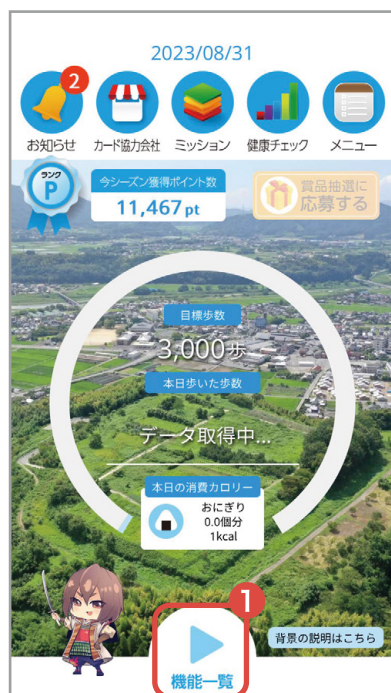 2023/08/31
2
お知らせ
カード協力会社
ミッション
健康チェック
メニュー
ランク
P
今シーズン獲得ポイント数
11,467 pt
賞品抽選に
応募する
目標歩数
3,000歩
本日歩いた歩数
データ取得中...
本日の消費カロリー
おにぎり
0.0個分
1kcal
1
機能一覧
背景の説明はこちら